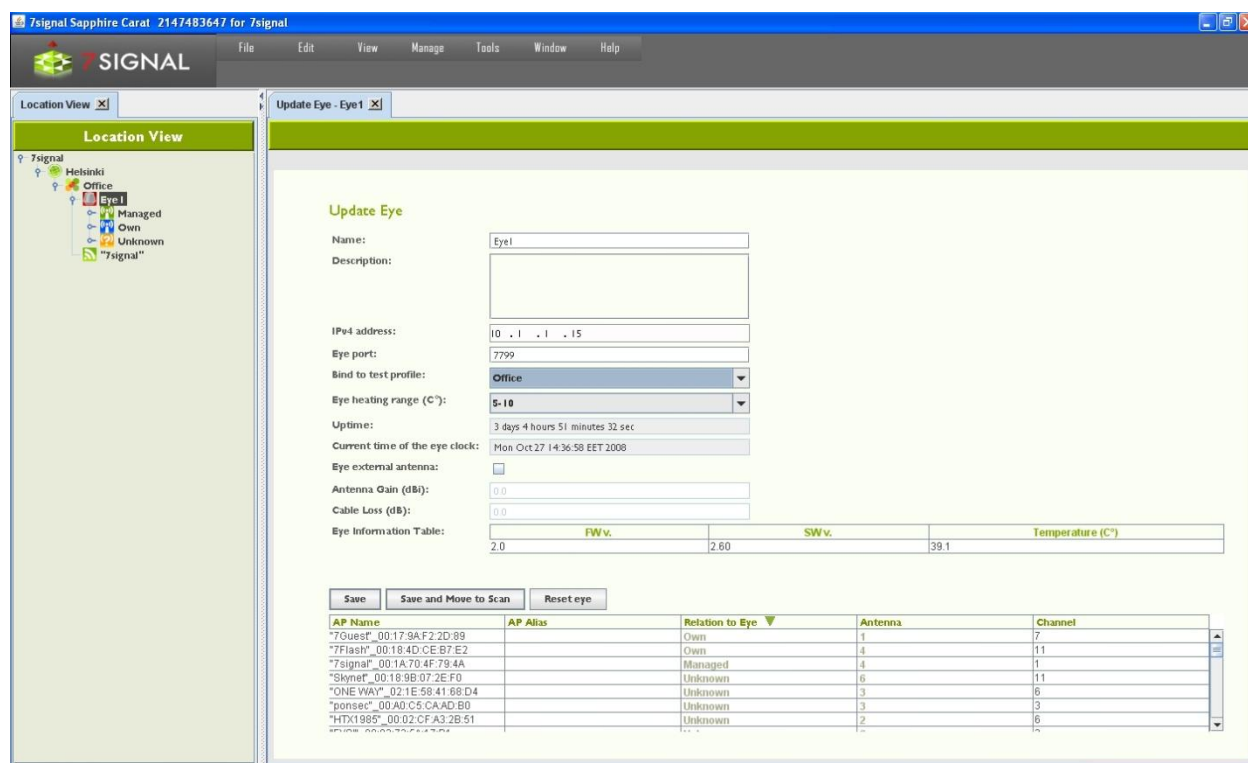 7signal Sapphire Carat 2147483647 for 7signal
7SIGNAL
File Edit View Manage Tools Window Help
Location View
Update Eye - Eye1
Location View
7signal
Helsinki
Office
Eye1
Managed
Own
Unknown
"7signal"
Update Eye
Name: Eye1
Description:
IPv4 address: 10 . 1 . 1 . 15
Eye port: 7799
Bind to test profile: Office
Eye heating range (C°): 5-10
Uptime: 3 days 4 hours 51 minutes 32 sec
Current time of the eye clock: Mon Oct 27 14:36:58 EET 2008
Eye external antenna:
Antenna Gain (dBi): 0.0
Cable Loss (dB): 0.0
Eye Information Table: FW v. SW v. Temperature (C°)
2.0 2.60 39.1
Save Save and Move to Scan Reset eye
AP Name AP Alias Relation to Eye Antenna Channel
"7Guest"_00:17:9A:F2:2D:89 Own 1 7
"7Flash"_00:18:4D:CE:B7:E2 Own 4 11
"7signal"_00:1A:70:4F:79:4A Managed 4 1
"Skynet"_00:18:9B:07:2E:F0 Unknown 6 11
"ONE WAY"_02:1E:58:41:68:D4 Unknown 3 6
"ponsec"_00:A0:C5:CA:AD:B0 Unknown 3 3
"HTX1985"_00:02:CF:A3:2B:51 Unknown 2 6